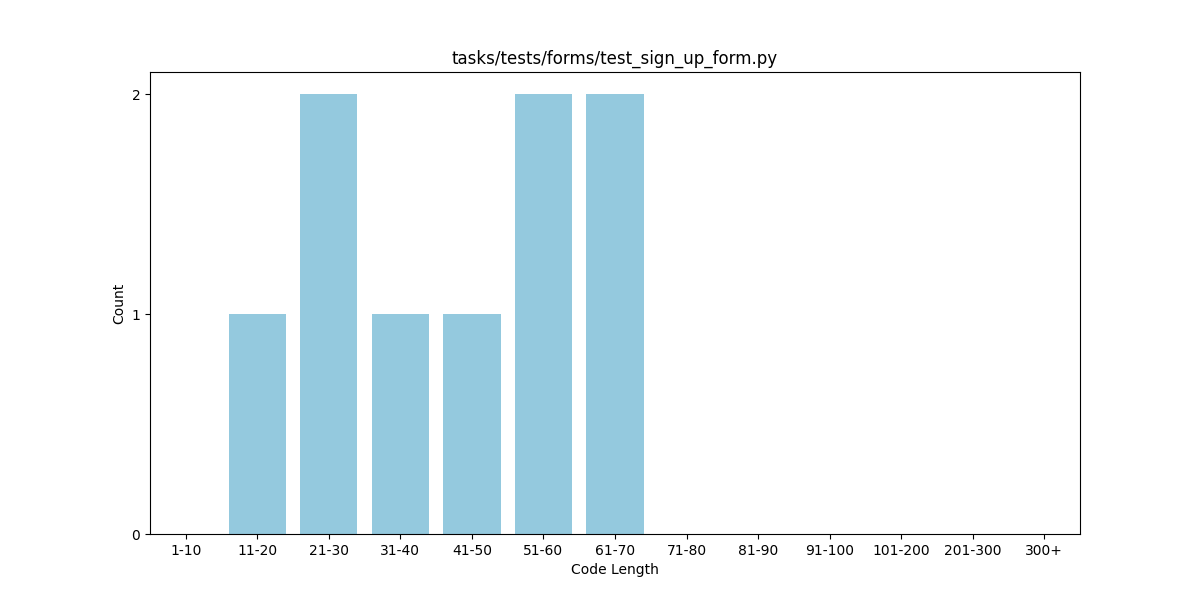 tasks/tests/forms/test_sign_up_form.py
Count
2
1
0
1-10 11-20 21-30 31-40 41-50 51-60 61-70 71-80 81-90 91-100 101-200 201-300 300+
Code Length